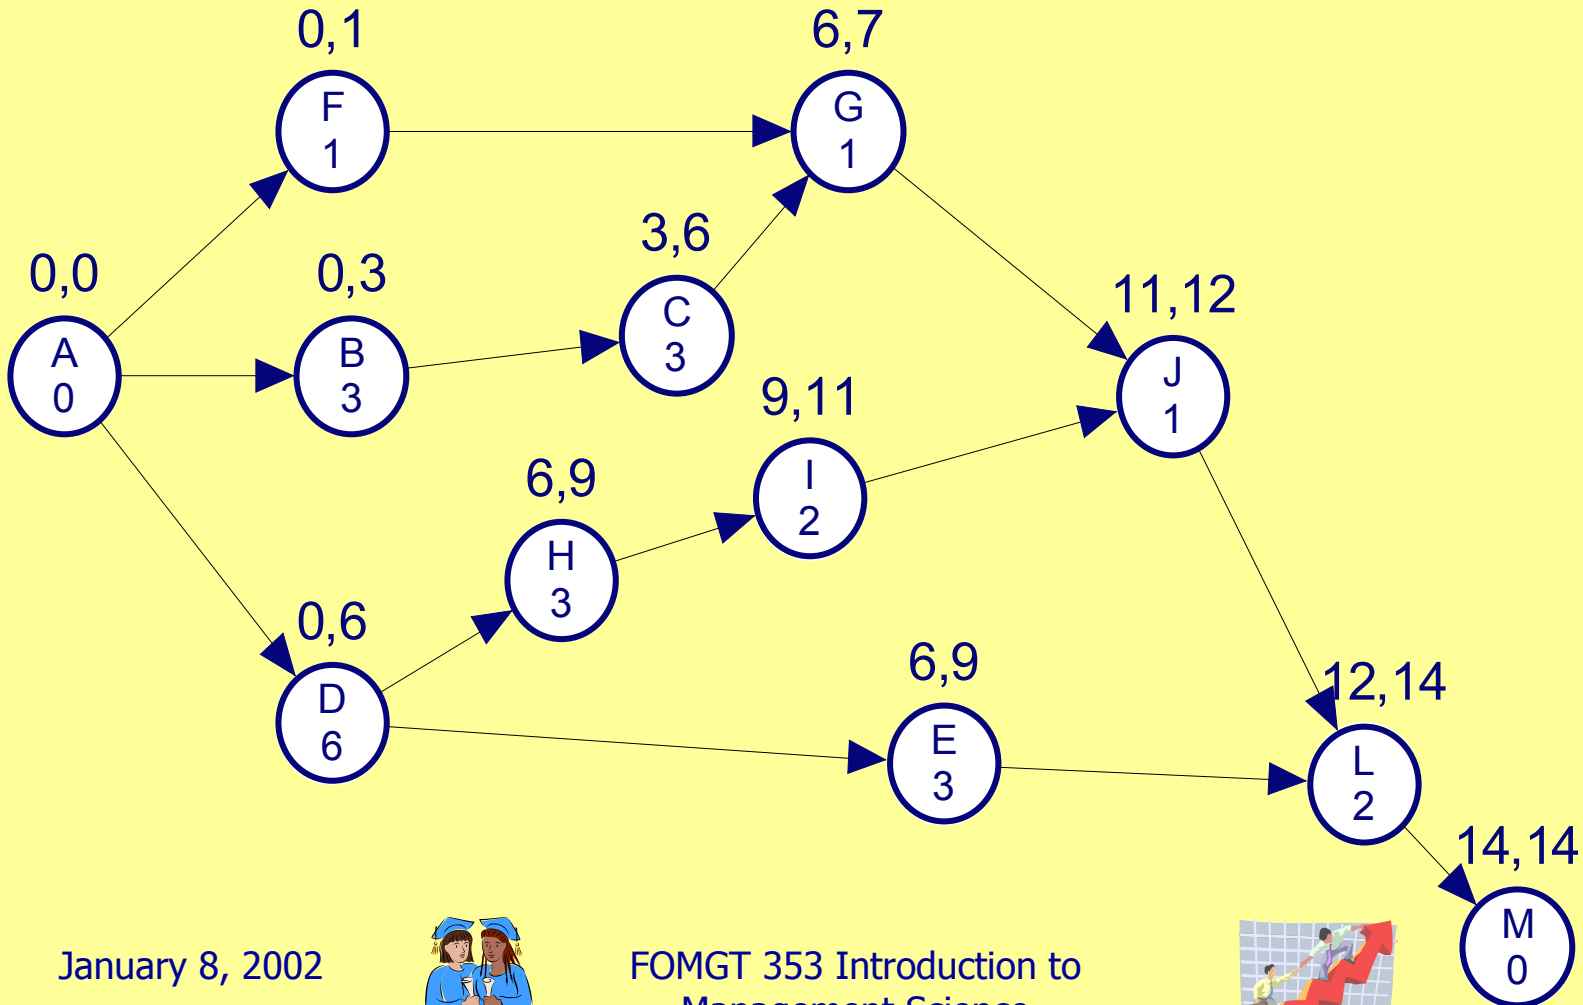 0,1
6,7
F
1
G
1
3,6
0,0
0,3
C
3
11,12
A
0
B
3
9,11
J
1
6,9
I
2
H
3
0,6
6,9
12,14
D
6
E
3
L
2
14,14
M
0
January 8, 2002
FOMGT 353 Introduction to
Management Science